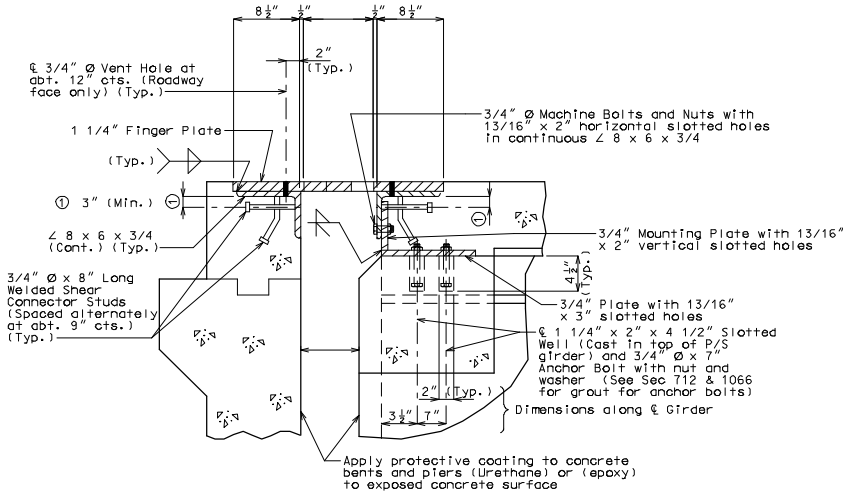 8 1/2" 1/2" 1/2" 8 1/2"
2"
(Typ.)
℄ 3/4" Ø Vent Hole at
abt. 12" cts. (Roadway
face only) (Typ.)
1 1/4" Finger Plate
(Typ.)
① 3" (Min.)
①
∠ 8 x 6 x 3/4
(Cont.) (Typ.)
3/4" Ø x 8" Long
Welded Shear
Connector Studs
(Spaced alternately
at abt. 9" cts.)
(Typ.)
3/4" Ø Machine Bolts and Nuts with
13/16" x 2" horizontal slotted holes
in continuous ∠ 8 x 6 x 3/4
①
3/4" Mounting Plate with 13/16"
x 2" vertical slotted holes
4 1/2"
(Typ.)
3/4" Plate with 13/16"
x 3" slotted holes
℄ 1 1/4" x 2" x 4 1/2" Slotted
Well (Cast in top of P/S
girder) and 3/4" Ø x 7"
Anchor Bolt with nut and
washer (See Sec 712 & 1066
for grout for anchor bolts)
2" (Typ.)
3 1/2" 7"
Dimensions along ℄ Girder
Apply protective coating to concrete
bents and piers (Urethane) or (epoxy)
to exposed concrete surface